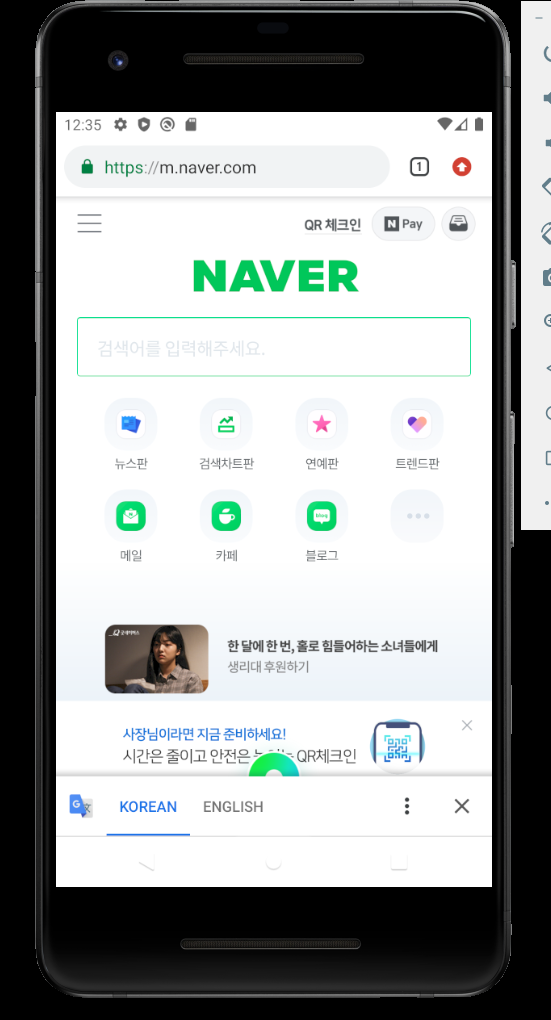 12:35
https://m.naver.com
1
QR 체크인
N Pay
NAVER
검색어를 입력해주세요.
뉴스판
검색차트판
연예판
트렌드판
blog
메일
카페
블로그
한 달에 한 번, 홀로 힘들어하는 소녀들에게
생리대 후원하기
사장님이라면 지금 준비하세요!
시간은 줄이고 안전은 QR체크인
G 文
KOREAN
ENGLISH